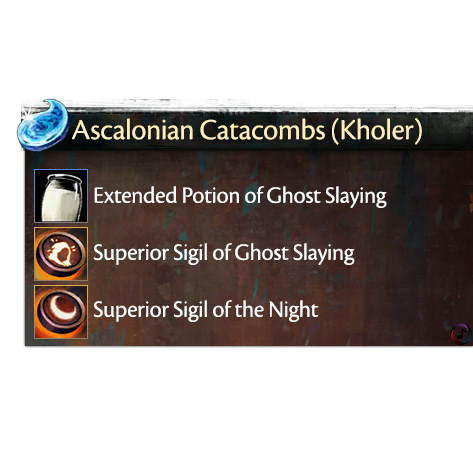 Ascalonian Catacombs (Kholer)
Extended Potion of Ghost Slaying
Superior Sigil of Ghost Slaying
Superior Sigil of the Night